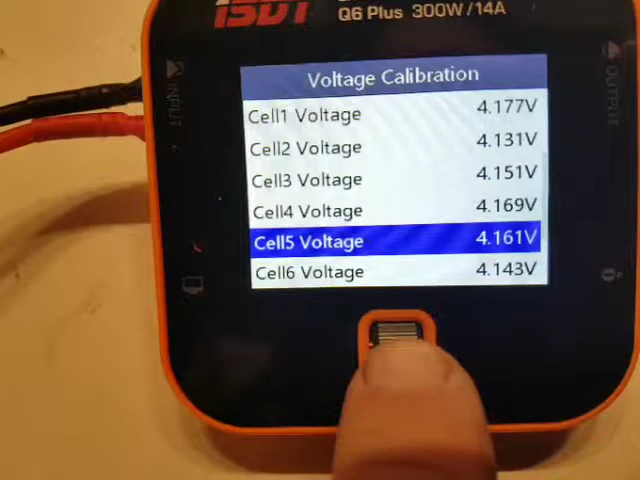 ISDT
Q6 Plus 300W/14A
INPUT
OUTPUT
Voltage Calibration
Cell1 Voltage 4.177V
Cell2 Voltage 4.131V
Cell3 Voltage 4.151V
Cell4 Voltage 4.169V
Cell5 Voltage 4.161V
Cell6 Voltage 4.143V